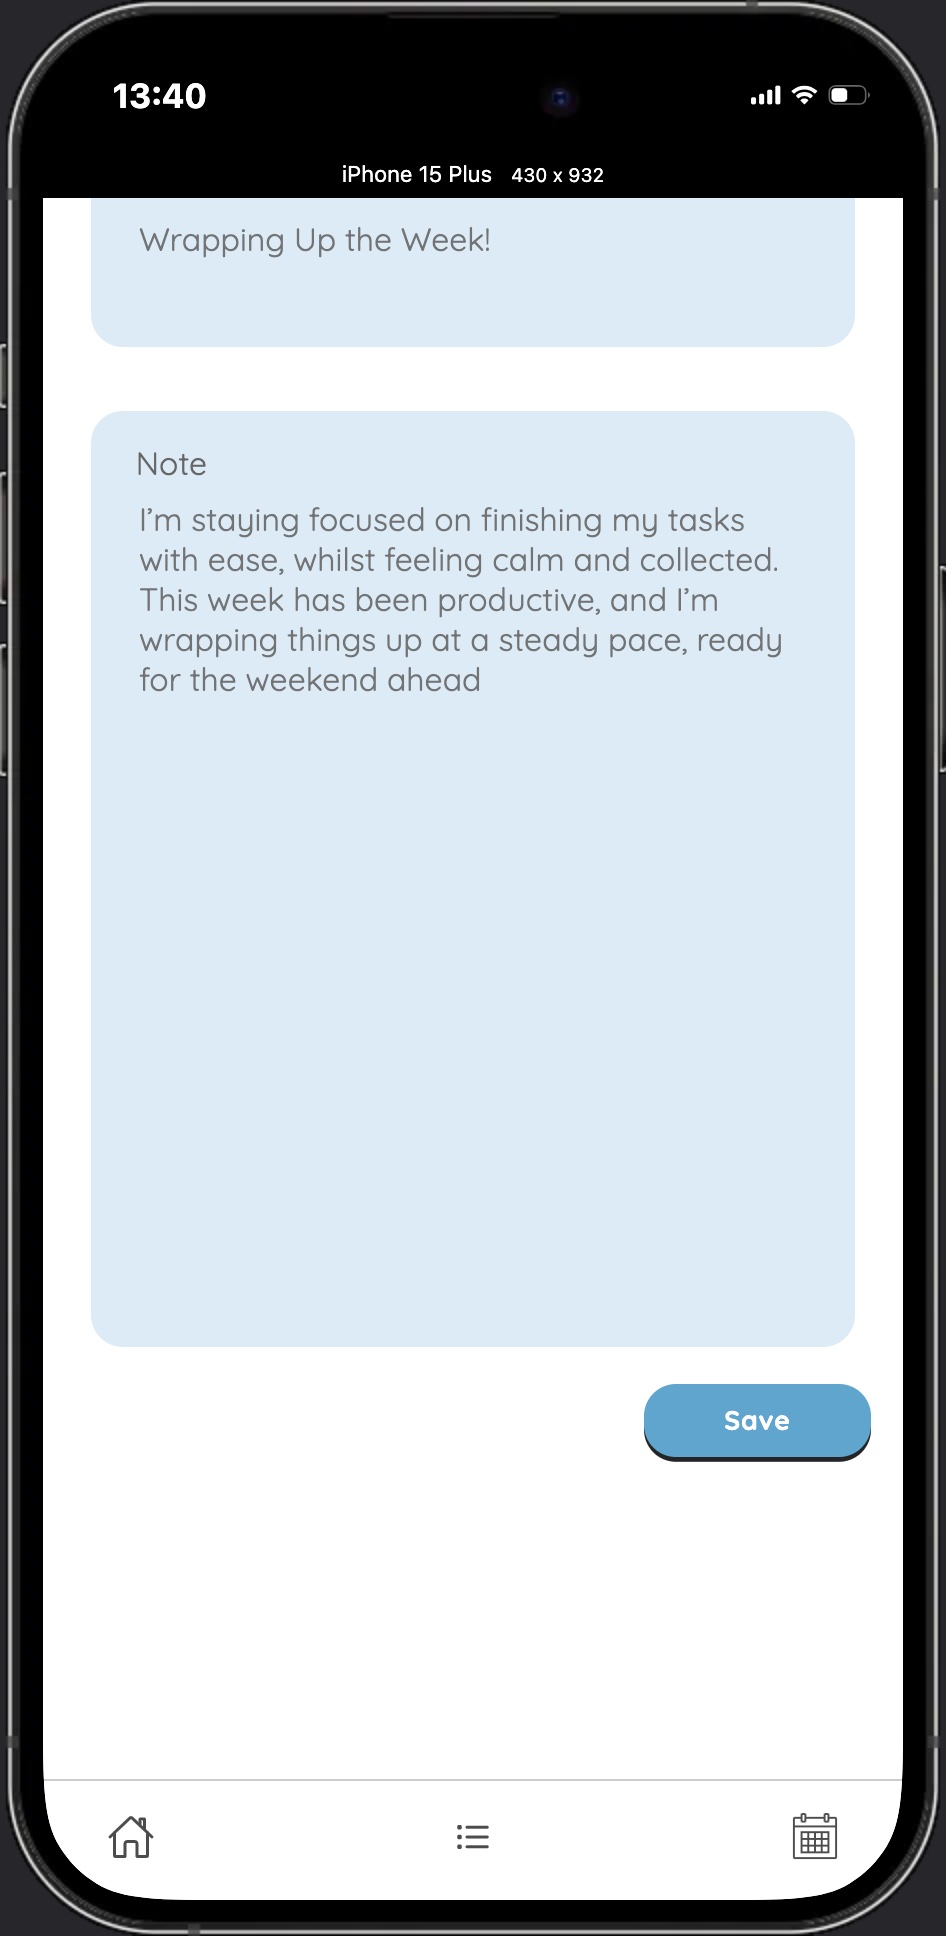 13:40
iPhone 15 Plus 430 x 932
Wrapping Up the Week!
Note
I’m staying focused on finishing my tasks
with ease, whilst feeling calm and collected.
This week has been productive, and I’m
wrapping things up at a steady pace, ready
for the weekend ahead
Save